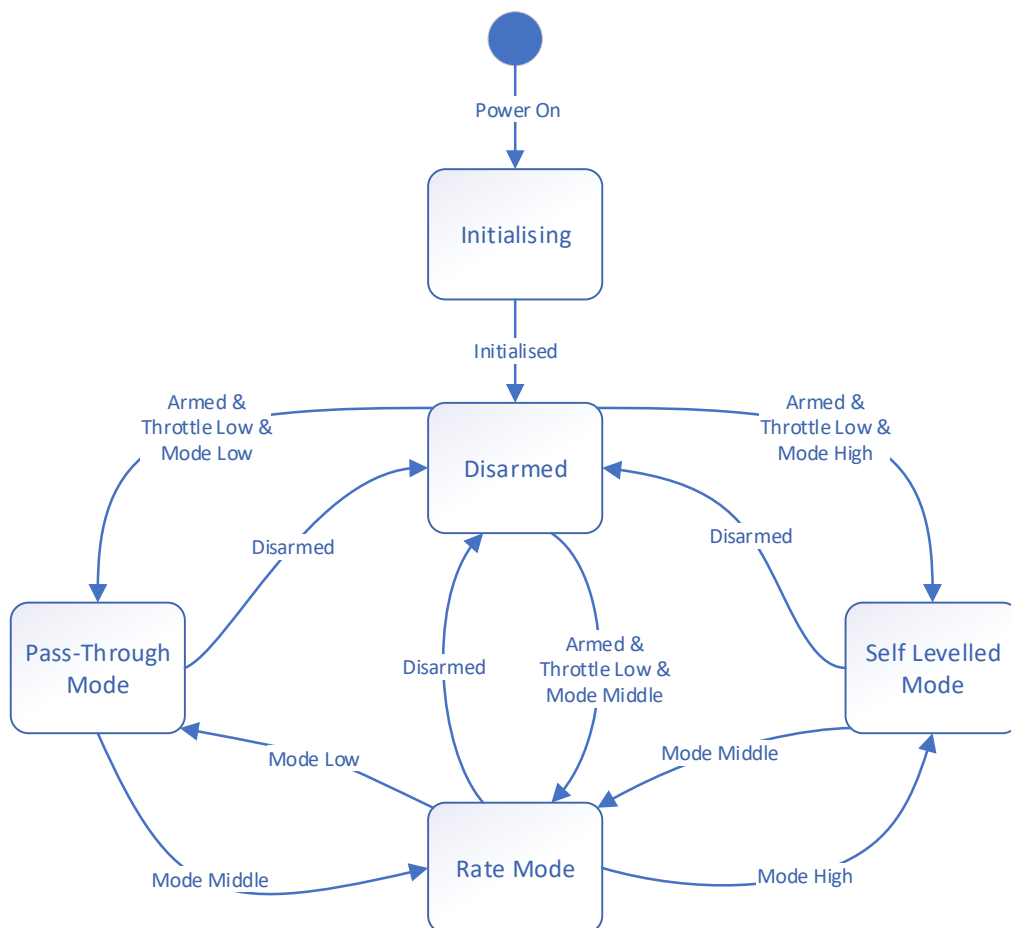 Power On
Initialising
Initialised
Armed &
Throttle Low &
Mode Low
Armed &
Throttle Low &
Mode High
Disarmed
Disarmed
Disarmed
Pass-Through
Mode
Disarmed
Armed &
Throttle Low &
Mode Middle
Self Levelled
Mode
Mode Low
Mode Middle
Mode Middle
Rate Mode
Mode High